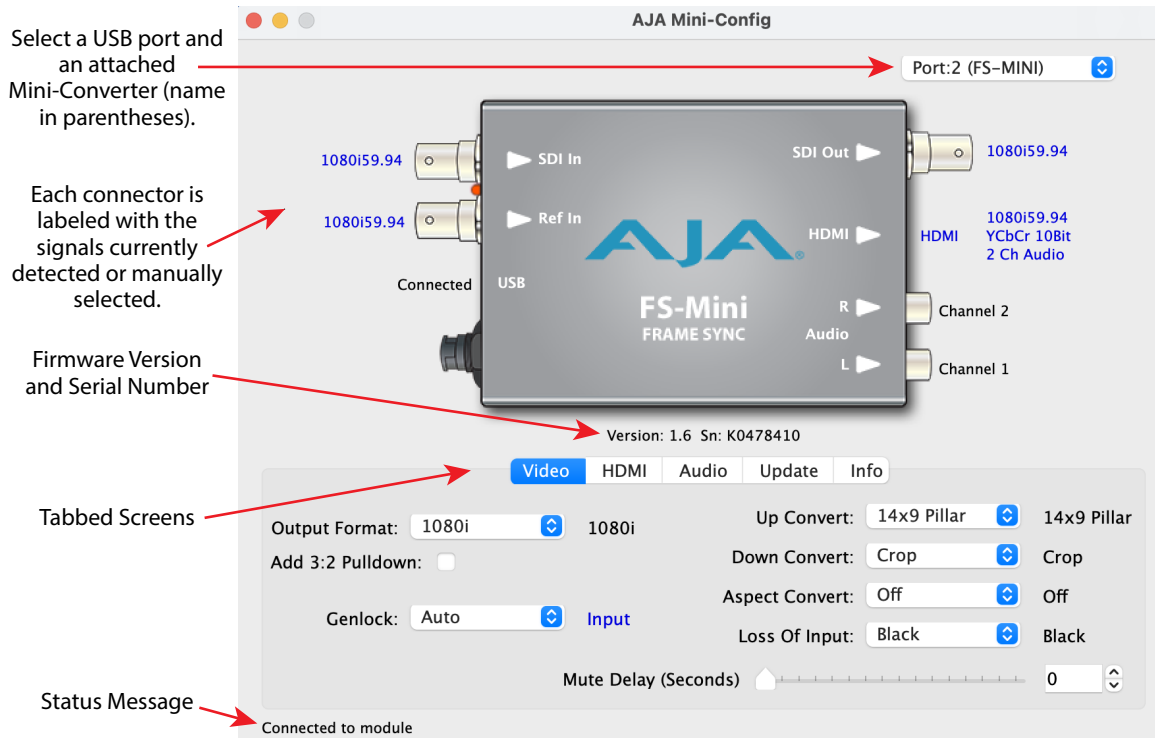 AJA Mini-Config
Select a USB port and
an attached
Mini-Converter (name
in parentheses).
Port:2 (FS-MINI)
Each connector is
labeled with the
signals currently
detected or manually
selected.
1080i59.94
SDI In
1080i59.94
Ref In
Connected
USB
SDI Out
1080i59.94
HDMI
HDMI
1080i59.94
YCbCr 10Bit
2 Ch Audio
AJA®
FS-Mini
FRAME SYNC
R
Channel 2
Audio
L
Channel 1
Firmware Version
and Serial Number
Version: 1.6 Sn: K0478410
Tabbed Screens
Video HDMI Audio Update Info
Output Format: 1080i 1080i
Add 3:2 Pulldown:
Genlock: Auto Input
Up Convert: 14x9 Pillar 14x9 Pillar
Down Convert: Crop Crop
Aspect Convert: Off Off
Loss Of Input: Black Black
Mute Delay (Seconds) 0
Status Message
Connected to module